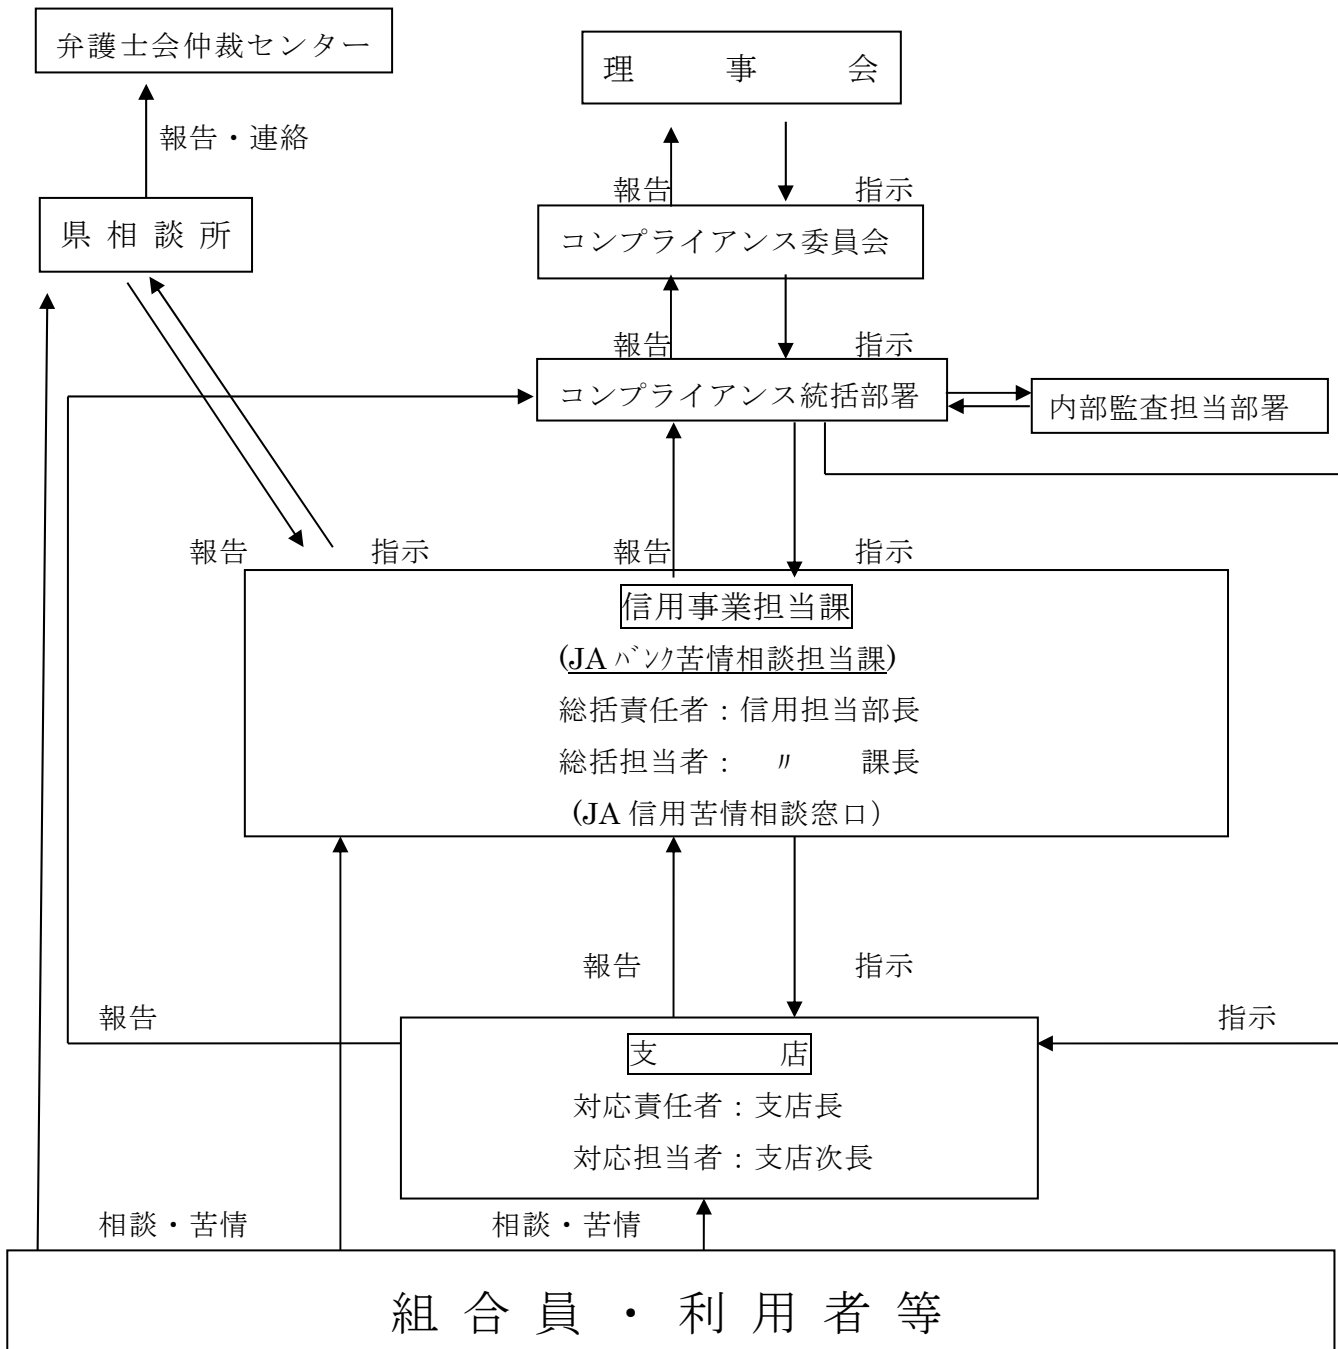 弁護士会仲裁センター
理 事 会
報告・連絡
報告 指示
県相談所
コンプライアンス委員会
報告 指示
コンプライアンス統括部署
内部監査担当部署
報告 指示 報告 指示
信用事業担当課
(JAバンク苦情相談担当課)
総括責任者：信用担当部長
総括担当者： 〃 課長
(JA信用苦情相談窓口）
報告 指示
報告 指示
支 店
対応責任者：支店長
対応担当者：支店次長
相談・苦情 相談・苦情
組合員・利用者等